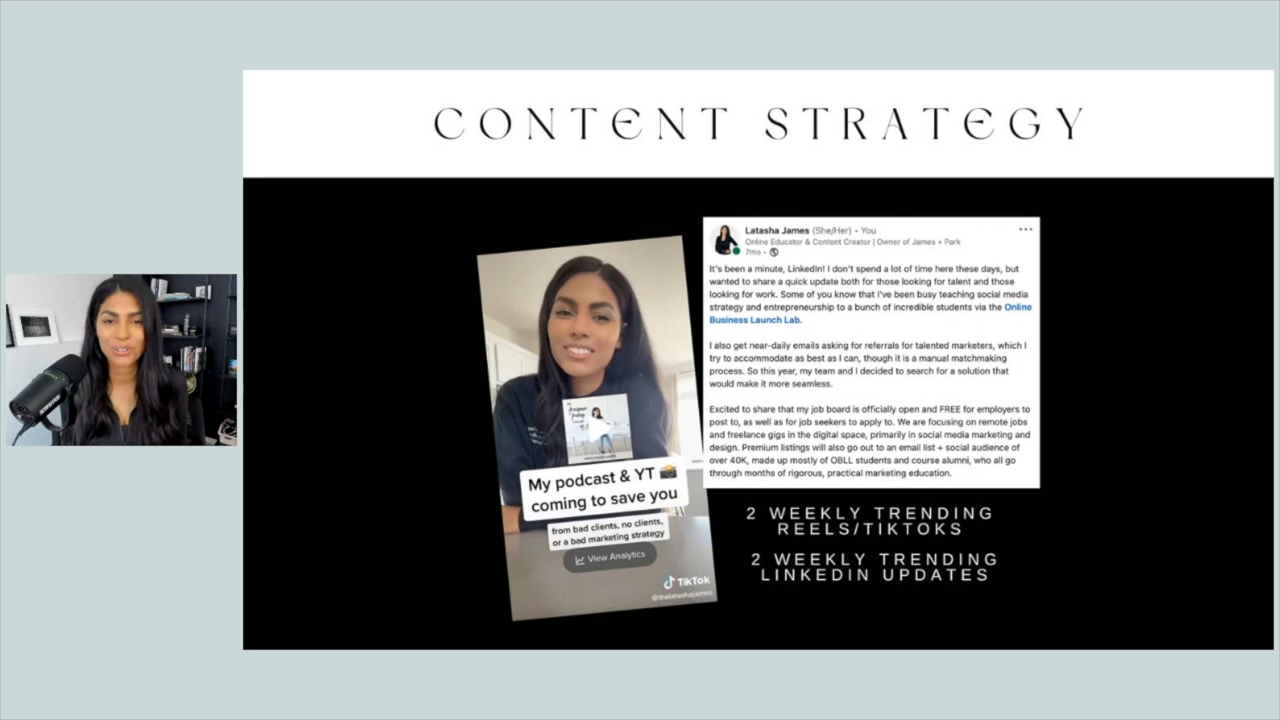 CONTENT STRATEGY
Latasha James (She/Her) • You
Online Educator & Content Creator | Owner of James + Park
7mo •
It's been a minute, LinkedIn! I don't spend a lot of time here these days, but
wanted to share a quick update both for those looking for talent and those
looking for work. Some of you know that I've been busy teaching social media
strategy and entrepreneurship to a bunch of incredible students via the Online
Business Launch Lab.
I also get near-daily emails asking for referrals for talented marketers, which I
try to accommodate as best as I can, though it is a manual matchmaking
process. So this year, my team and I decided to search for a solution that
would make it more seamless.
Excited to share that my job board is officially open and FREE for employers to
post to, as well as for job seekers to apply to. We are focusing on remote jobs
and freelance gigs in the digital space, primarily in social media marketing and
design. Premium listings will also go out to an email list + social audience of
over 40K, made up mostly of OBLL students and course alumni, who all go
through months of rigorous, practical marketing education.
My podcast & YT 📸
coming to save you
from bad clients, no clients,
or a bad marketing strategy
View Analytics
TikTok
@thelatashajames
2 WEEKLY TRENDING
REELS/TIKTOKS
2 WEEKLY TRENDING
LINKEDIN UPDATES